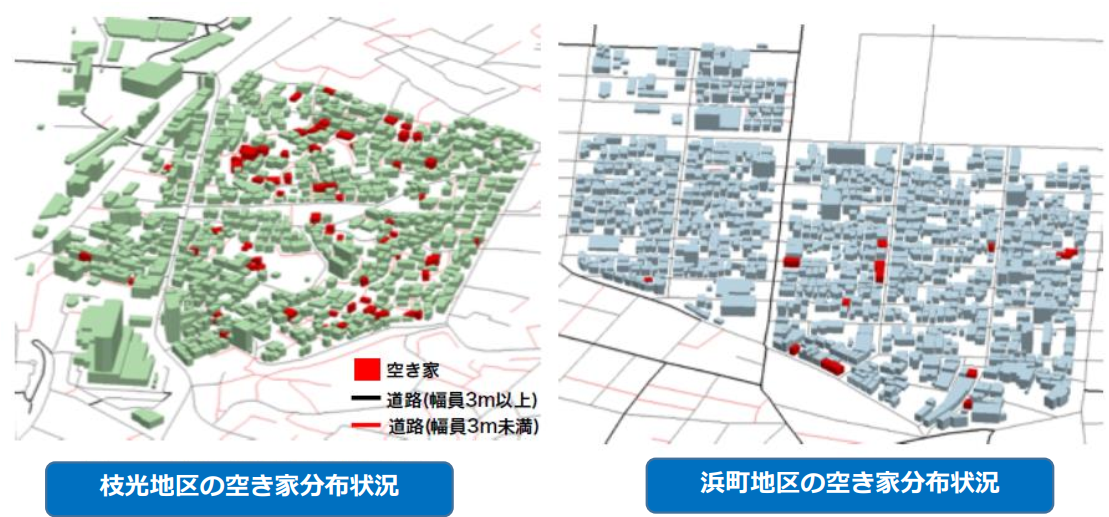 空き家
道路(幅員3m以上)
道路(幅員3m未満)
枝光地区の空き家分布状況
浜町地区の空き家分布状況